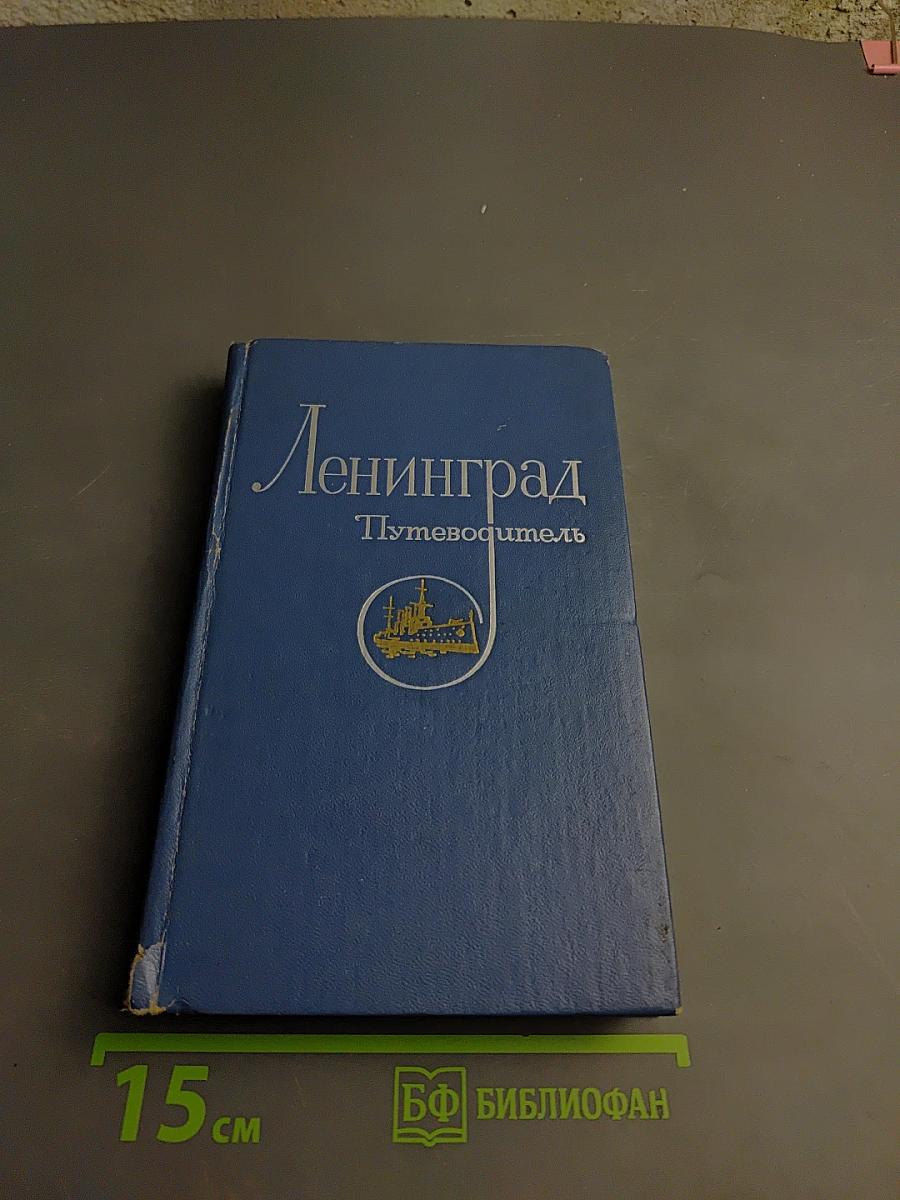 Ленинград
Путеводитель
15 см
БФ БИБЛИОФАН